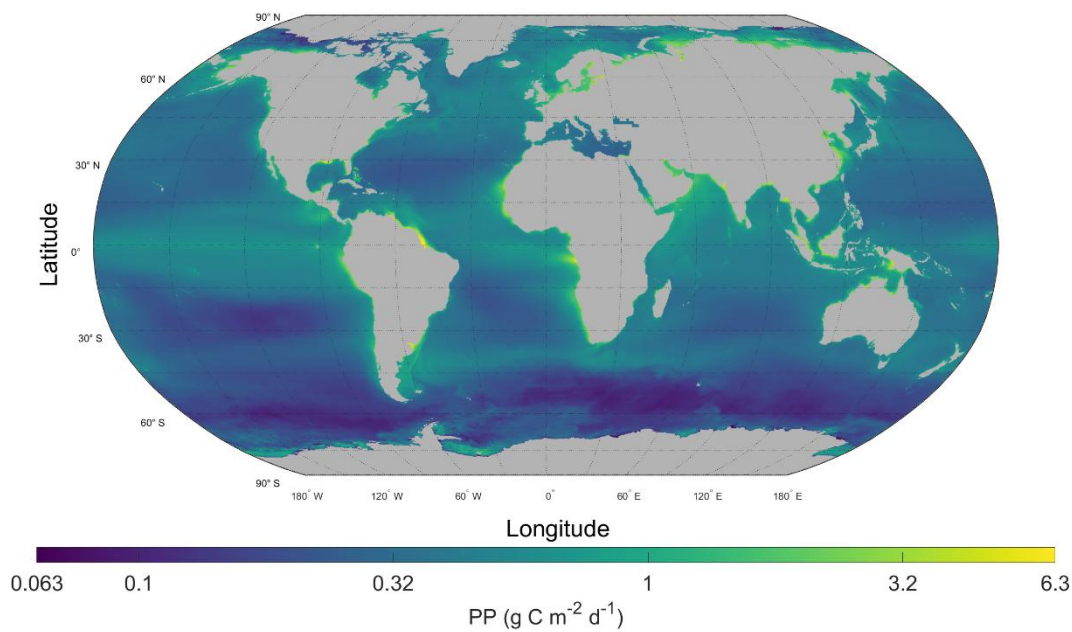 90° N
60° N
30° N
0°
30° S
60° S
90° S
Latitude
180° W 120° W 60° W 0° 60° E 120° E 180° E
Longitude
0.063 0.1 0.32 1 3.2 6.3
PP (g C m⁻² d⁻¹)